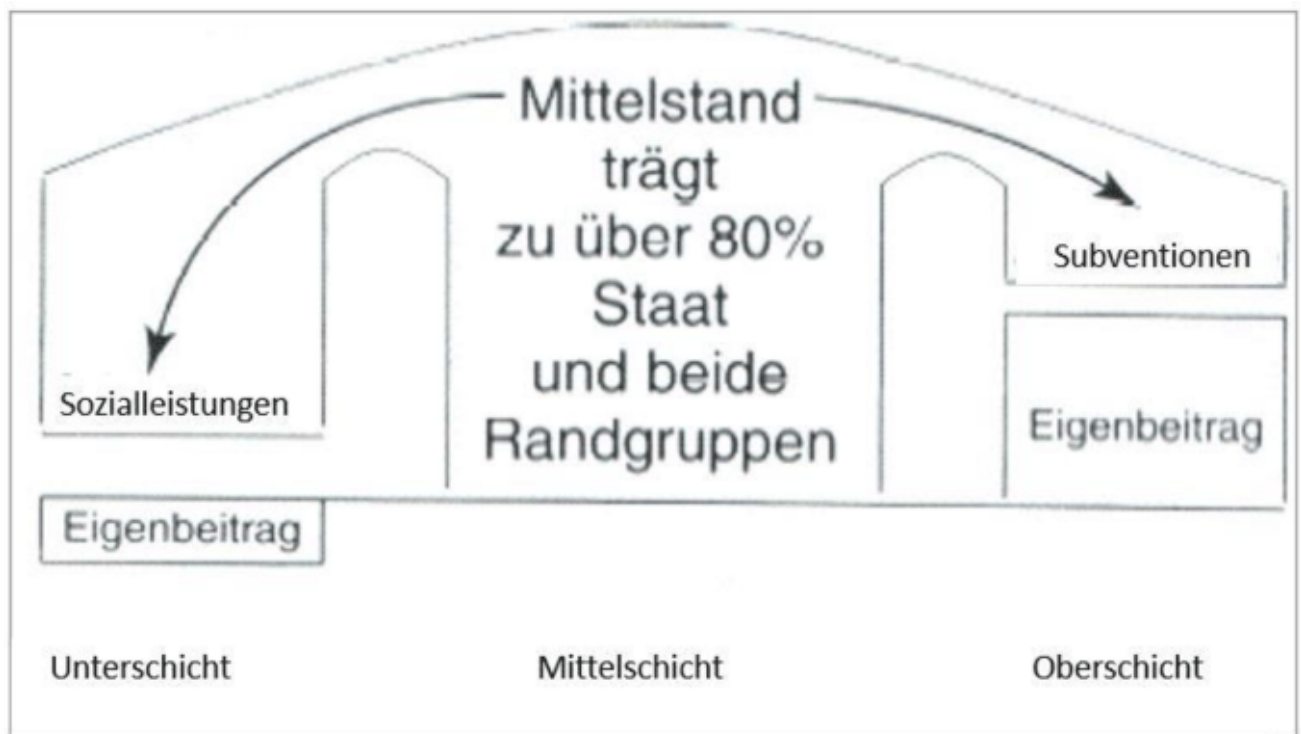 Mittelstand
trägt
zu über 80%
Staat
und beide
Randgruppen
Subventionen
Sozialleistungen
Eigenbeitrag
Eigenbeitrag
Unterschicht
Mittelschicht
Oberschicht